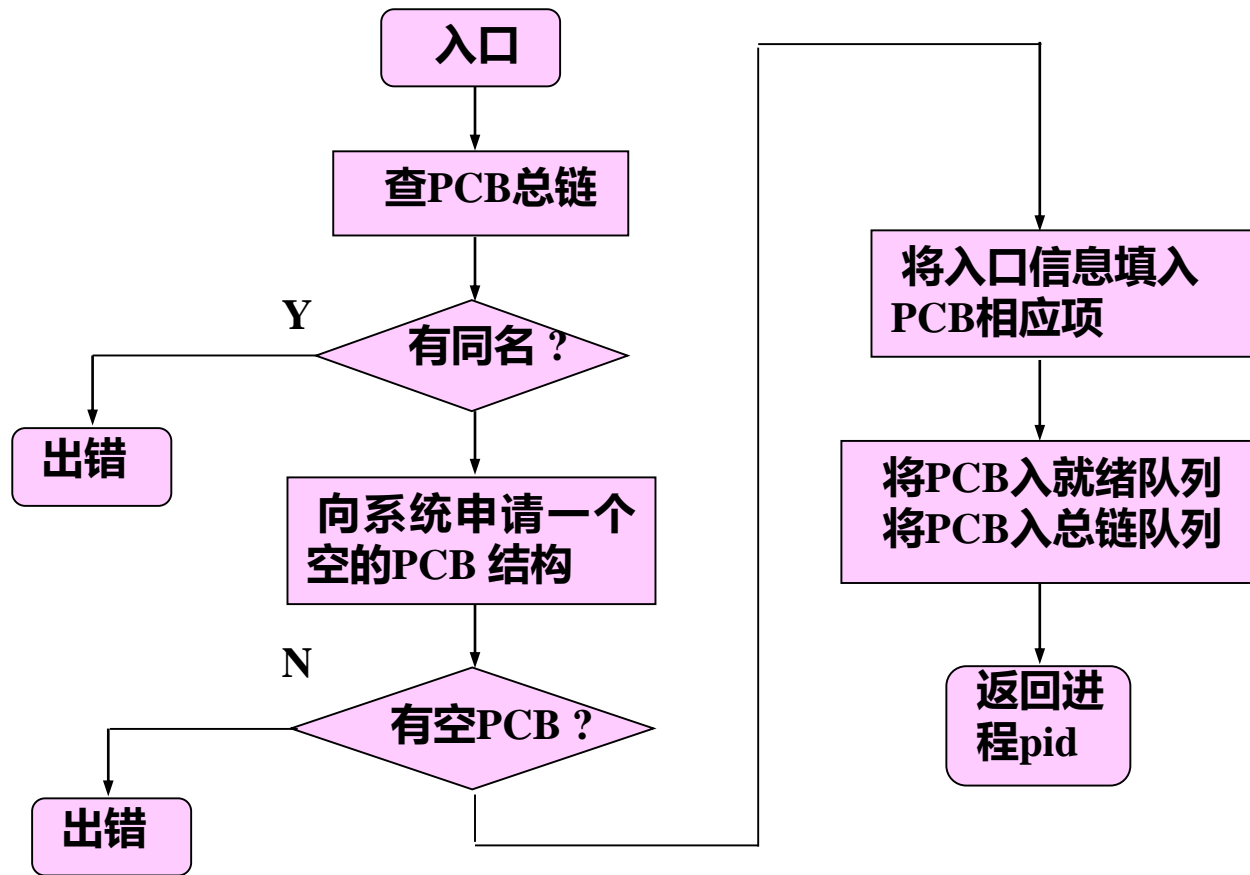 入口
查PCB总链
Y
有同名？
出错
向系统申请一个
空的PCB 结构
N
有空PCB？
出错
将入口信息填入
PCB相应项
将PCB入就绪队列
将PCB入总链队列
返回进
程pid